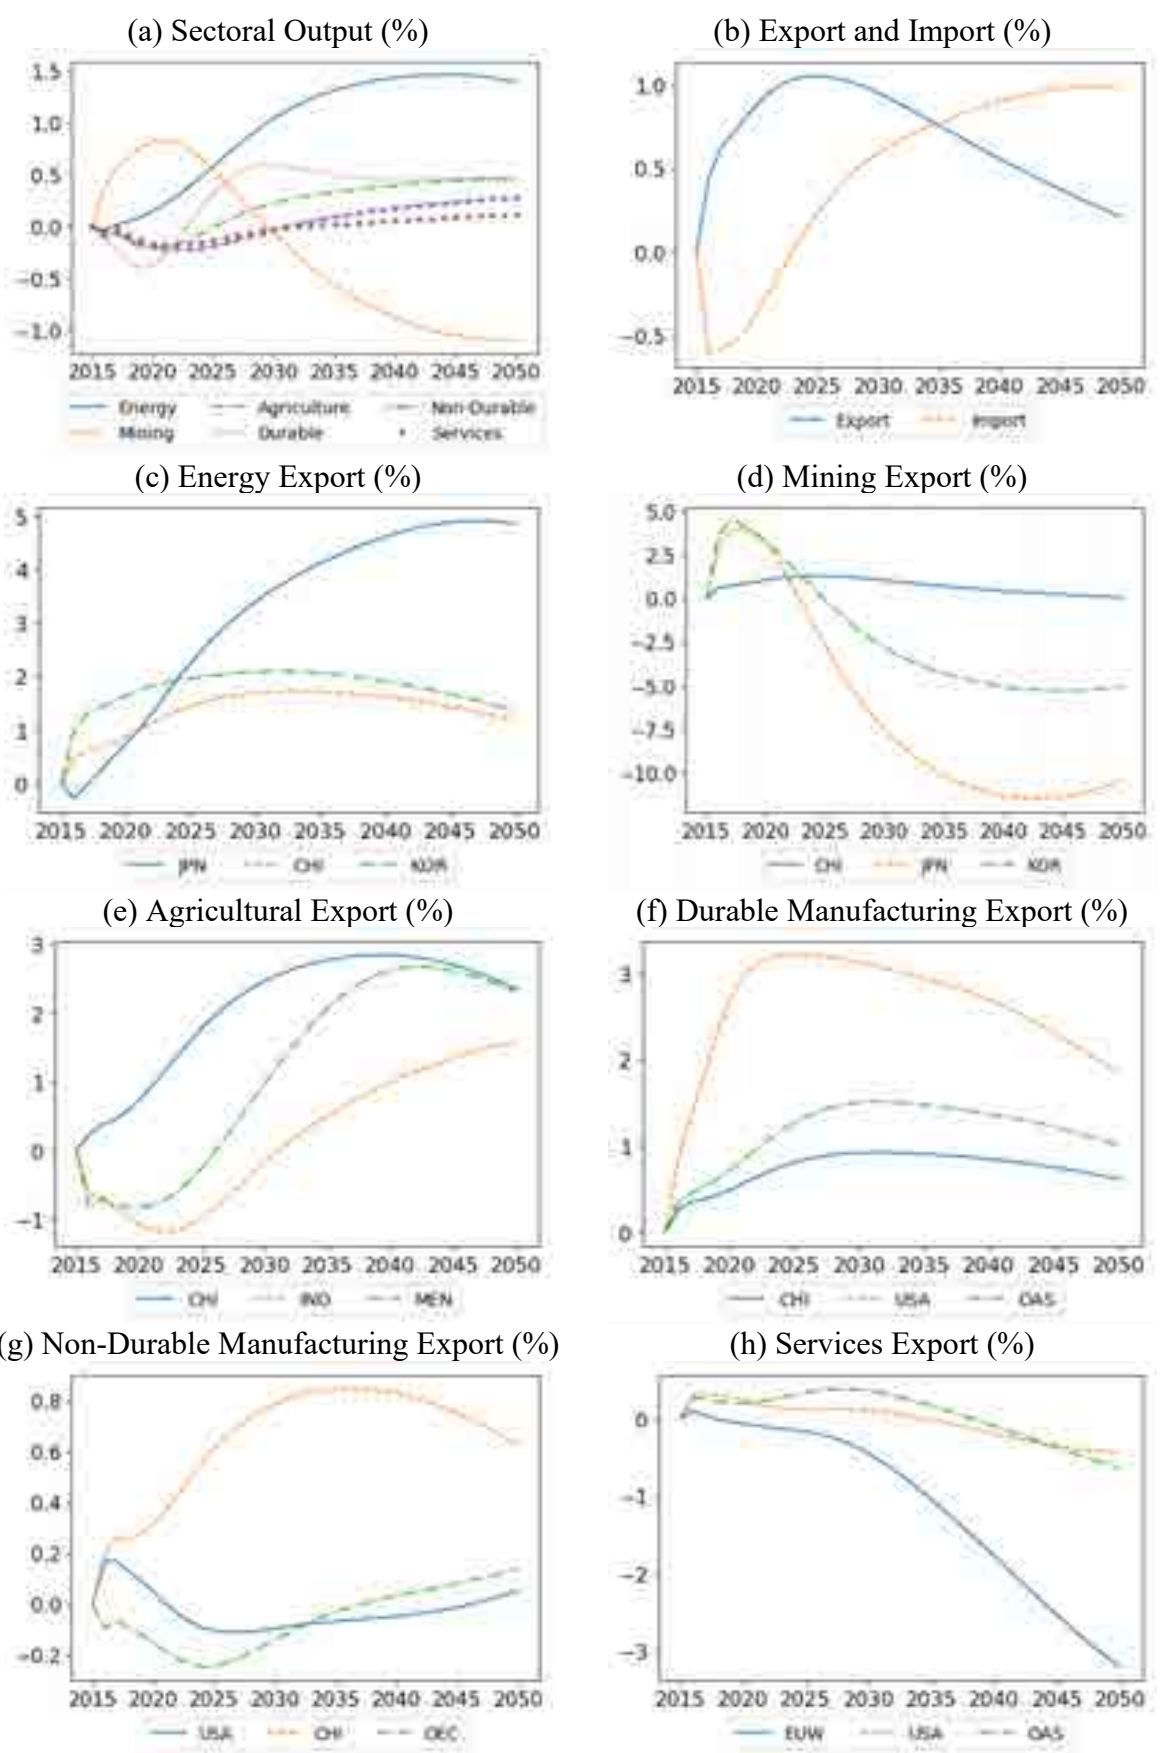 (a) Sectoral Output (%)
(b) Export and Import (%)
1.5
1.0
0.5
0.0
−0.5
−1.0
2015 2020 2025 2030 2035 2040 2045 2050
Energy Agriculture Non-Durable
Mining Durable Services
1.0
0.5
0.0
−0.5
2015 2020 2025 2030 2035 2040 2045 2050
Export Import
(c) Energy Export (%)
(d) Mining Export (%)
5
4
3
2
1
0
2015 2020 2025 2030 2035 2040 2045 2050
JPN CHI KOR
5.0
2.5
0.0
−2.5
−5.0
−7.5
−10.0
2015 2020 2025 2030 2035 2040 2045 2050
CHI JPN KOR
(e) Agricultural Export (%)
(f) Durable Manufacturing Export (%)
3
2
1
0
−1
2015 2020 2025 2030 2035 2040 2045 2050
CHI IND MEN
3
2
1
0
2015 2020 2025 2030 2035 2040 2045 2050
CHI USA OAS
(g) Non-Durable Manufacturing Export (%)
(h) Services Export (%)
0.8
0.6
0.4
0.2
0.0
−0.2
2015 2020 2025 2030 2035 2040 2045 2050
USA CHI OEC
0
−1
−2
−3
2015 2020 2025 2030 2035 2040 2045 2050
EUW USA OAS